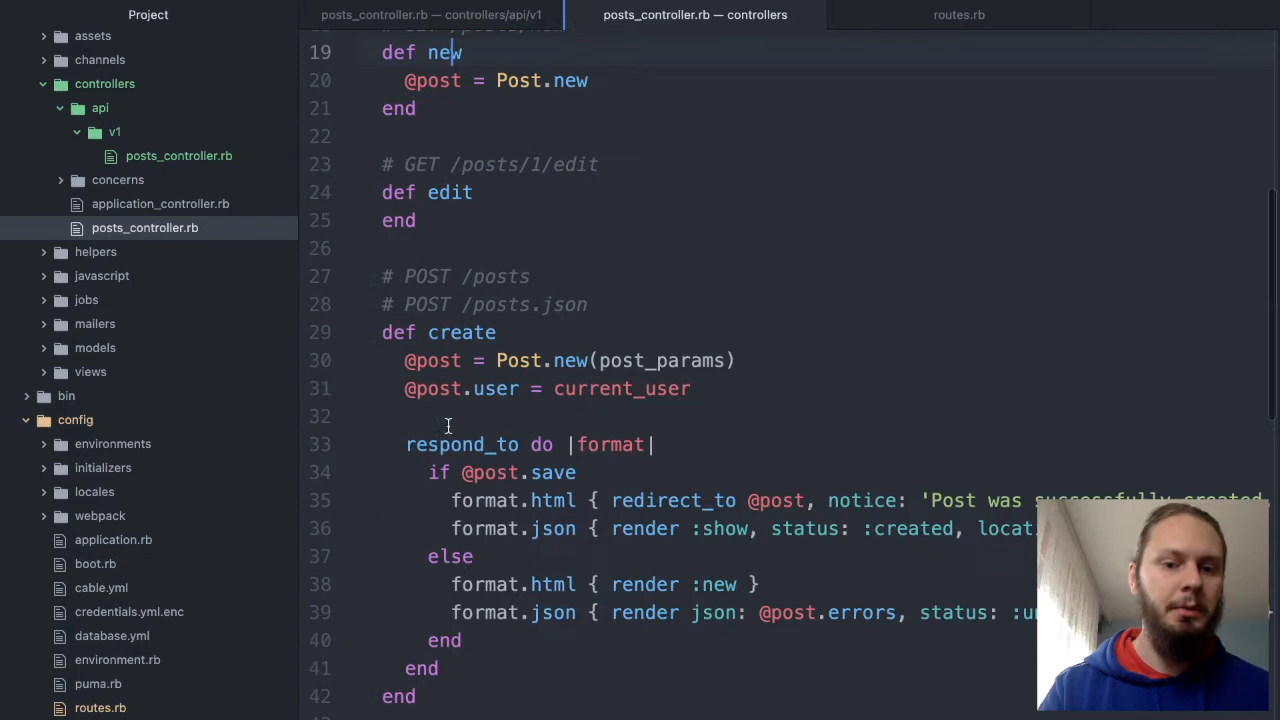 Project
posts_controller.rb — controllers/api/v1
posts_controller.rb — controllers
routes.rb
assets
channels
controllers
api
v1
posts_controller.rb
concerns
application_controller.rb
posts_controller.rb
helpers
javascript
jobs
mailers
models
views
bin
config
environments
initializers
locales
webpack
application.rb
boot.rb
cable.yml
credentials.yml.enc
database.yml
environment.rb
puma.rb
routes.rb
19 def new
20 @post = Post.new
21 end
22
23 # GET /posts/1/edit
24 def edit
25 end
26
27 # POST /posts
28 # POST /posts.json
29 def create
30 @post = Post.new(post_params)
31 @post.user = current_user
32
33 respond_to do |format|
34 if @post.save
35 format.html { redirect_to @post, notice: 'Post was successfully created
36 format.json { render :show, status: :created, locati
37 else
38 format.html { render :new }
39 format.json { render json: @post.errors, status: :u
40 end
41 end
42 end